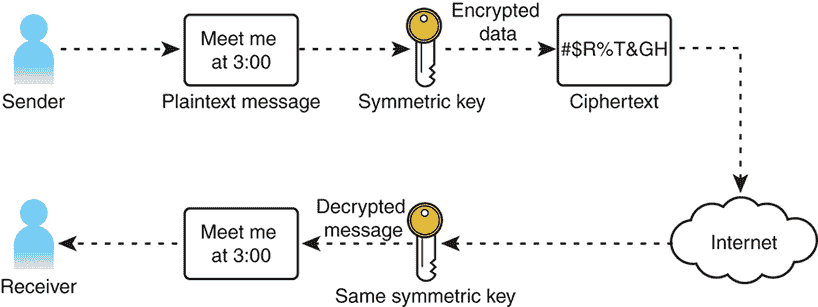 Encrypted
data
Meet me
at 3:00
#$R%T&GH
Sender
Plaintext message
Symmetric key
Ciphertext
Decrypted
message
Meet me
at 3:00
Internet
Receiver
Same symmetric key